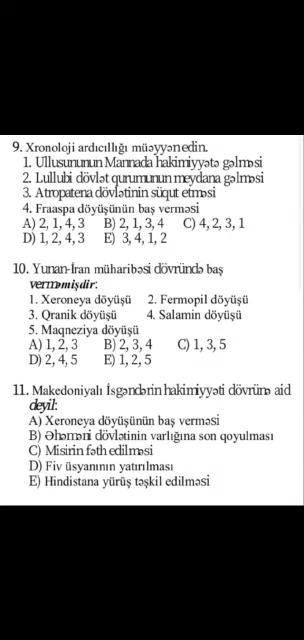 9. Xronoloji ardıcıllığı müəyyən edin.
1. Ullusununun Mannada hakimiyyətə gəlməsi
2. Lullubi dövlət qurumunun meydana gəlməsi
3. Atropatena dövlətinin süqut etməsi
4. Fraaspa döyüşünün baş verməsi
A) 2, 1, 4, 3 B) 2, 1, 3, 4 C) 4, 2, 3, 1
D) 1, 2, 4, 3 E) 3, 4, 1, 2
10. Yunan-İran müharibəsi dövründə baş
verməmişdir:
1. Xeroneya döyüşü 2. Fermopil döyüşü
3. Qranik döyüşü 4. Salamin döyüşü
5. Maqneziya döyüşü
A) 1, 2, 3 B) 2, 3, 4 C) 1, 3, 5
D) 2, 4, 5 E) 1, 2, 5
11. Makedoniyalı İsgəndərin hakimiyyəti dövrünə aid
deyil:
A) Xeroneya döyüşünün baş verməsi
B) Əhəməni dövlətinin varlığına son qoyulması
C) Misirin fəth edilməsi
D) Fiv üsyanının yatırılması
E) Hindistana yürüş təşkil edilməsi